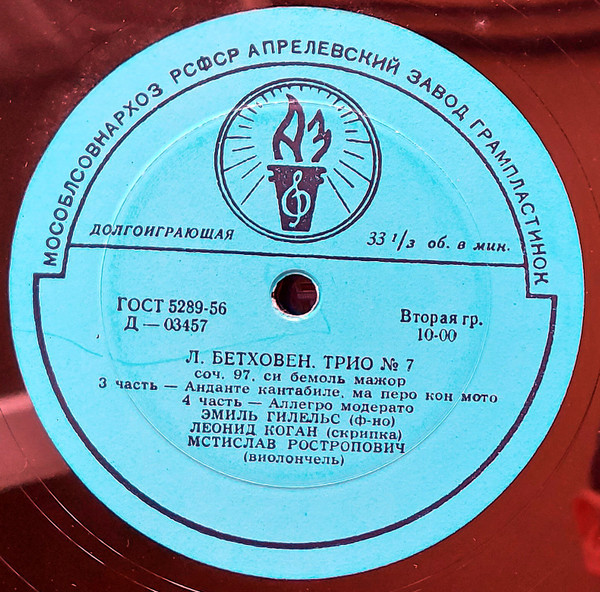 МОСОБЛСОВНАРХОЗ РСФСР АПРЕЛЕВСКИЙ ЗАВОД ГРАМПЛАСТИНОК
АЗ
ДОЛГОИГРАЮЩАЯ
33 1/3 об. в мин.
ГОСТ 5289-56
Д — 03457
Вторая гр.
10-00
Л. БЕТХОВЕН. ТРИО № 7
соч. 97, си бемоль мажор
3 часть — Анданте кантабиле, ма перо кон мото
4 часть — Аллегро модерато
ЭМИЛЬ ГИЛЕЛЬС (ф-но)
ЛЕОНИД КОГАН (скрипка)
МСТИСЛАВ РОСТРОПОВИЧ
(виолончель)